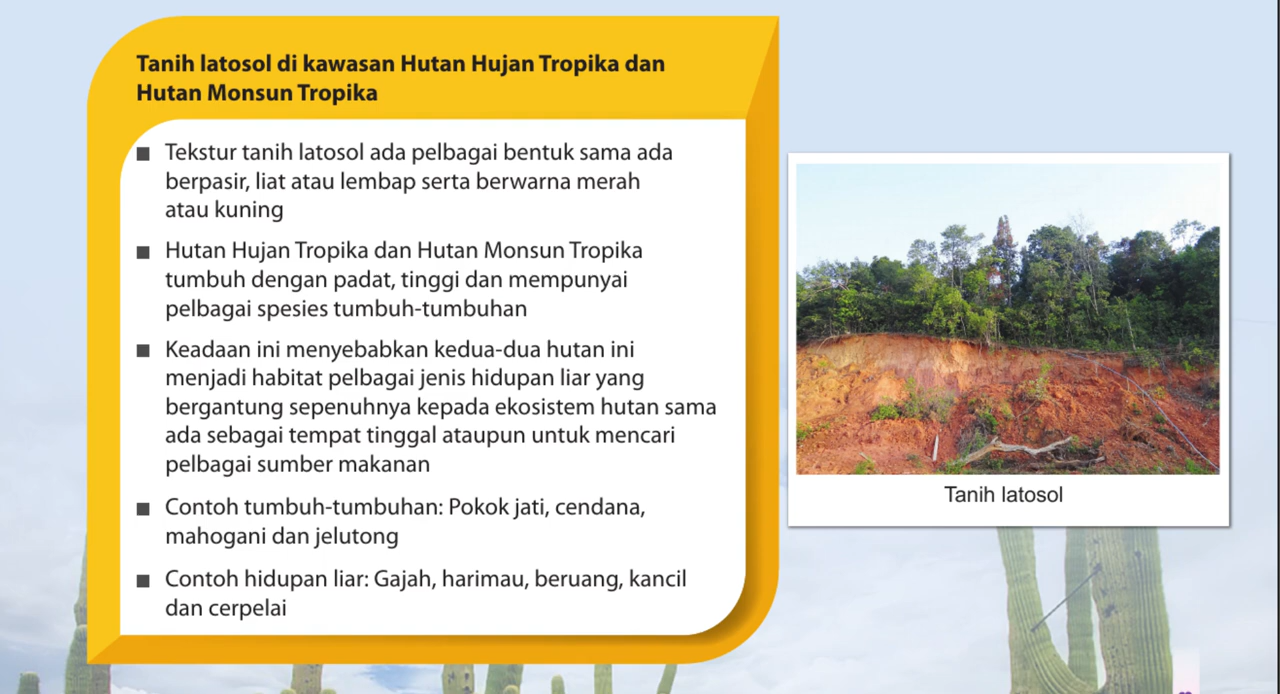 Tanih latosol di kawasan Hutan Hujan Tropika dan
Hutan Monsun Tropika
■ Tekstur tanih latosol ada pelbagai bentuk sama ada
berpasir, liat atau lembap serta berwarna merah
atau kuning
■ Hutan Hujan Tropika dan Hutan Monsun Tropika
tumbuh dengan padat, tinggi dan mempunyai
pelbagai spesies tumbuh-tumbuhan
■ Keadaan ini menyebabkan kedua-dua hutan ini
menjadi habitat pelbagai jenis hidupan liar yang
bergantung sepenuhnya kepada ekosistem hutan sama
ada sebagai tempat tinggal ataupun untuk mencari
pelbagai sumber makanan
■ Contoh tumbuh-tumbuhan: Pokok jati, cendana,
mahogani dan jelutong
■ Contoh hidupan liar: Gajah, harimau, beruang, kancil
dan cerpelai
Tanih latosol